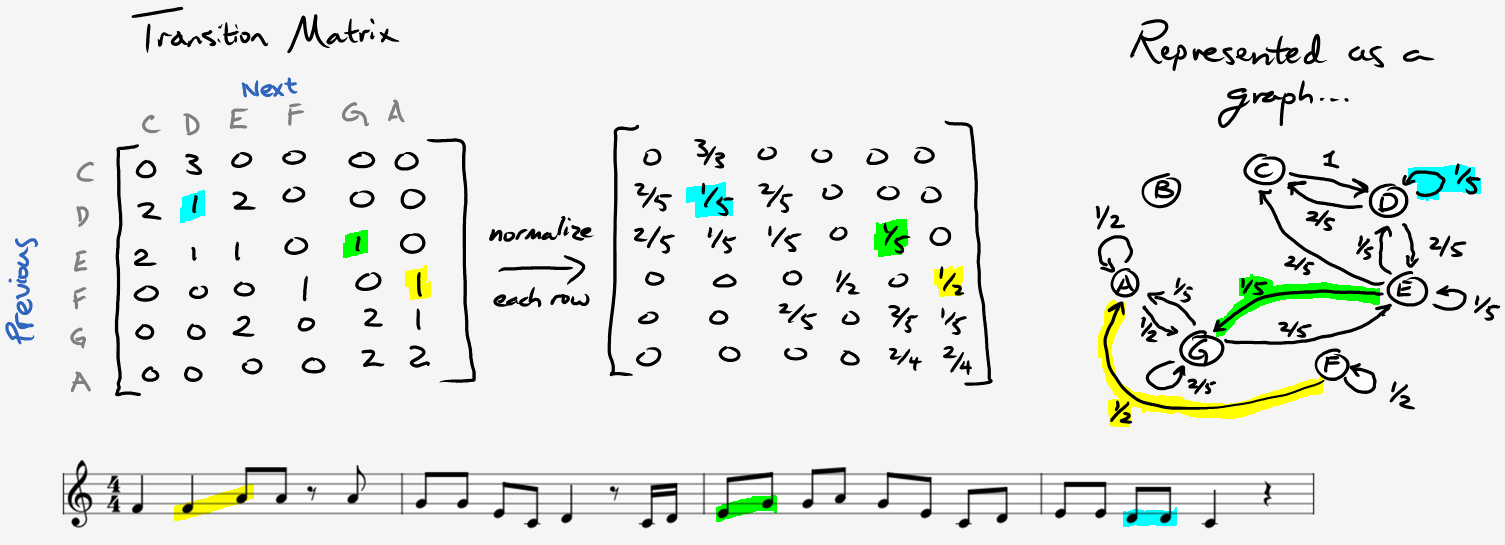 Transition Matrix
Represented as a
graph...
Next
C D E F G A
Previous
C 0 3 0 0 0 0
D 2 1 2 0 0 0
E 2 1 1 0 1 0
F 0 0 0 1 0 1
G 0 0 2 0 2 1
A 0 0 0 0 2 2
normalize
each row
0 3/3 0 0 0 0
2/5 1/5 2/5 0 0 0
2/5 1/5 1/5 0 1/5 0
0 0 0 1/2 0 1/2
0 0 2/5 0 2/5 1/5
0 0 0 0 2/4 2/4
B
C 1 D 1/5
2/5
1/2
A
1/5 2/5
2/5
E 1/5
1/5
1/5
1/2
G 2/5
2/5
F 1/2
1/2
4
4